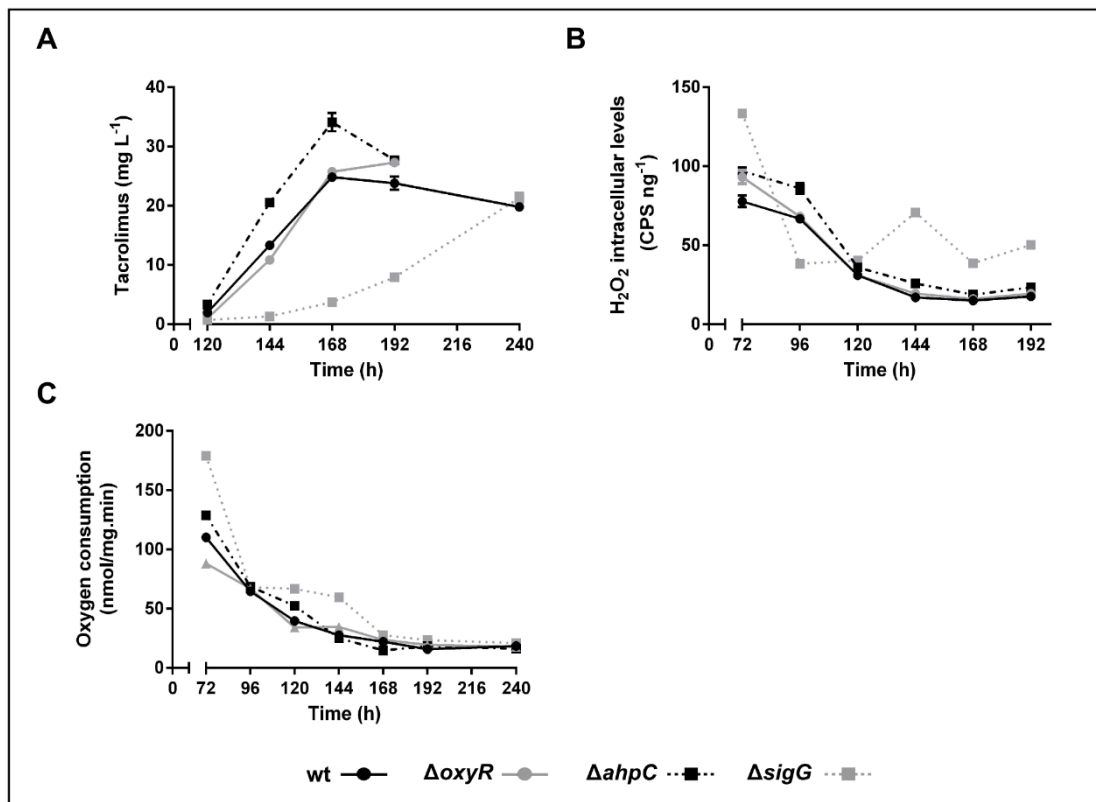 A
Tacrolimus (mg L⁻¹)
40
30
20
10
0
0 120 144 168 192 216 240
Time (h)
B
H₂O₂ intracellular levels
(CPS ng⁻¹)
150
100
50
0
0 72 96 120 144 168 192
Time (h)
C
Oxygen consumption
(nmol/mg.min)
200
150
100
50
0
0 72 96 120 144 168 192 216 240
Time (h)
wt ΔoxyR ΔahpC ΔsigG